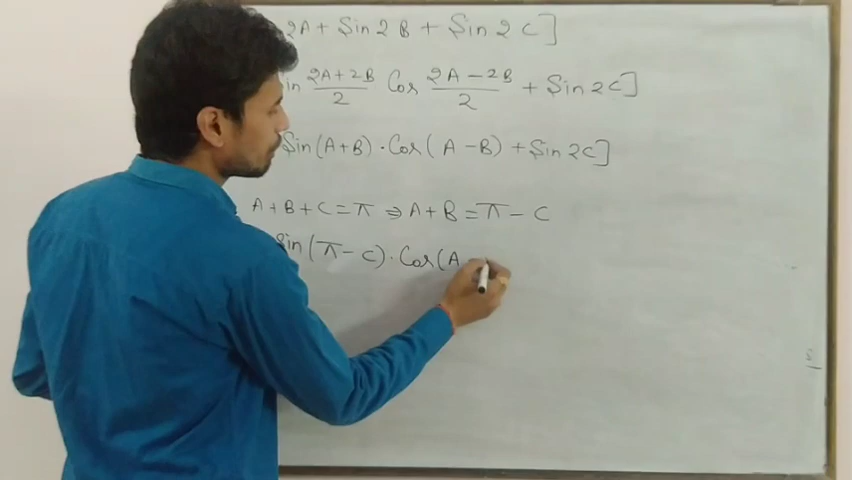 2A + Sin 2B + Sin 2C]
in 2A+2B/2 Cos 2A-2B/2 + Sin 2C]
Sin(A+B)·Cos(A-B) + Sin 2C]
A+B+C=π ⇒ A+B=π-C
Sin(π-C)·Cos(A